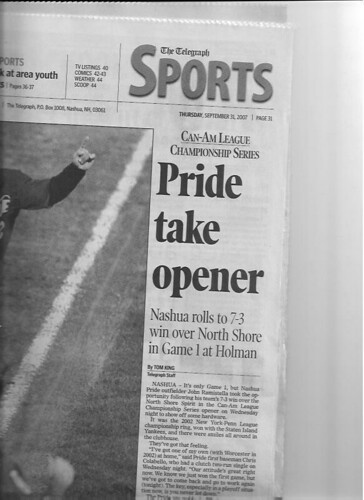 PORTS
k at area youth
S | Pages 36-37
TV LISTINGS 40
COMICS 42-43
WEATHER 44
SCOOP 44
The Telegraph, P.O. Box 1008, Nashua, NH, 03061
The Telegraph
SPORTS
THURSDAY, SEPTEMBER 13, 2007 | PAGE 31
CAN-AM LEAGUE
CHAMPIONSHIP SERIES
Pride
take
opener
Nashua rolls to 7-3
win over North Shore
in Game 1 at Holman
By TOM KING
Telegraph Staff
NASHUA – It's only Game 1, but Nashua
Pride outfielder John Ramistella took the op-
portunity following his team's 7-3 win over the
North Shore Spirit in the Can-Am League
Championship Series opener on Wednesday
night to show off some hardware.
It was the 2002 New York-Penn League
championship ring, won with the Staten Island
Yankees, and there were smiles all around in
the clubhouse.
They've got that feeling.
"I've got one of my own (with Worcester in
2002) at home," said Pride first baseman Chris
Colabello, who had a clutch two-run single on
Wednesday night. "Our attitude's great right
now. We know we just won the first game, but
we've got to come back and go to work again
(tonight). The key, especially in a playoff situa-
tion now, is you never let down."